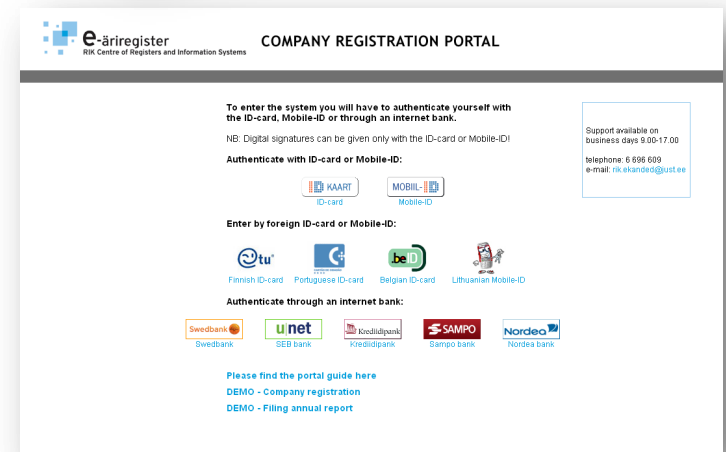 e-äriregister
RIK Centre of Registers and Information Systems
COMPANY REGISTRATION PORTAL
To enter the system you will have to authenticate yourself with
the ID-card, Mobile-ID or through an internet bank.
NB: Digital signatures can be given only with the ID-card or Mobile-ID!
Authenticate with ID-card or Mobile-ID:
ID KAART
MOBIIL-ID
ID-card
Mobile-ID
Enter by foreign ID-card or Mobile-ID:
tu
.beID
Finnish ID-card
Portuguese ID-card
Belgian ID-card
Lithuanian Mobile-ID
Authenticate through an internet bank:
Swedbank
u net
Krediidipank
SAMPO
Nordea
Swedbank
SEB bank
Krediidipank
Sampo bank
Nordea bank
Please find the portal guide here
DEMO - Company registration
DEMO - Filing annual report
Support available on
business days 9.00-17.00
telephone: 6 696 609
e-mail: rik.ekanded@just.ee